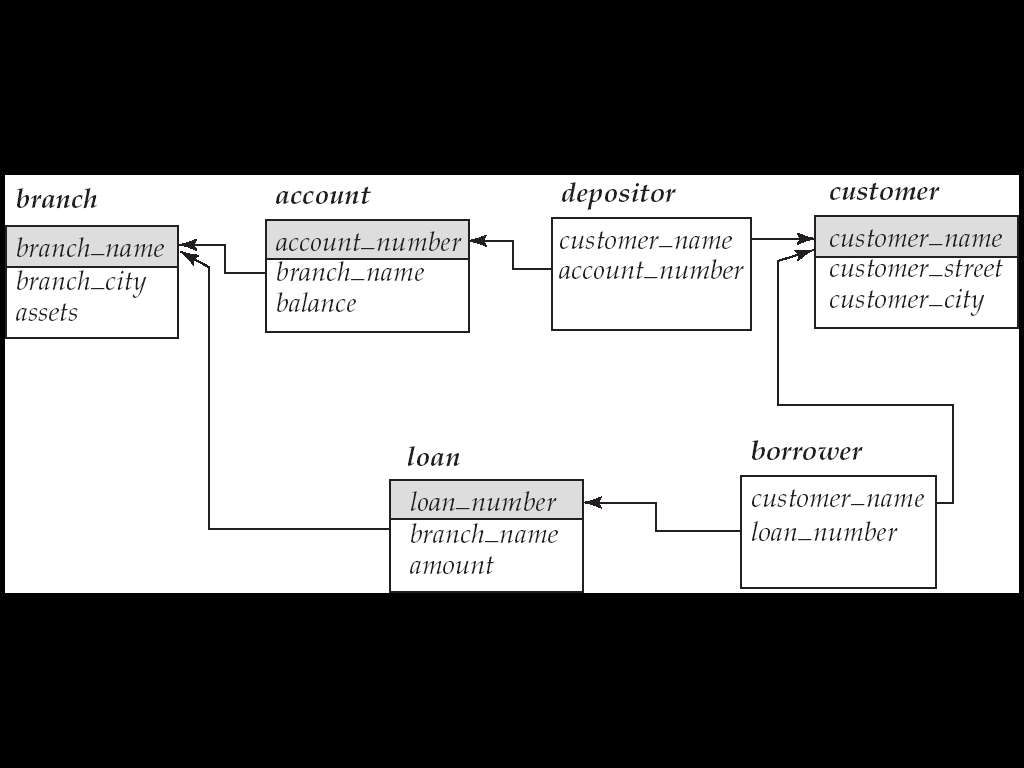 branch
branch_name
branch_city
assets
account
account_number
branch_name
balance
depositor
customer_name
account_number
customer
customer_name
customer_street
customer_city
loan
loan_number
branch_name
amount
borrower
customer_name
loan_number